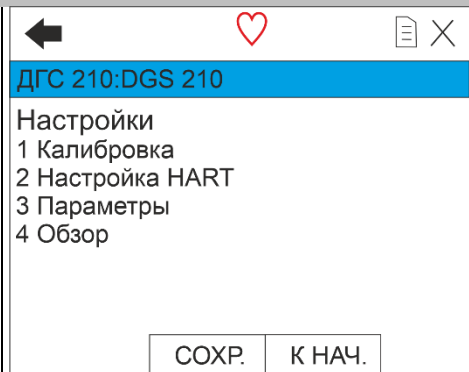 ДГС 210:DGS 210
Настройки
1 Калибровка
2 Настройка HART
3 Параметры
4 Обзор
СОХР. К НАЧ.